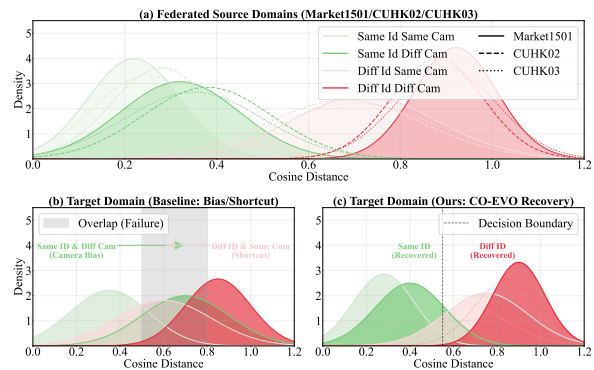 (a) Federated Source Domains (Market1501/CUHK02/CUHK03)
Same Id Same Cam
Same Id Diff Cam
Diff Id Same Cam
Diff Id Diff Cam
Market1501
CUHK02
CUHK03
Density
5
4
3
2
1
0.0 0.2 0.4 0.6 0.8 1.0 1.2
Cosine Distance
(b) Target Domain (Baseline: Bias/Shortcut)
Overlap (Failure)
Same ID & Diff Cam
(Camera Bias)
Diff ID & Same Cam
(Shortcut)
Density
5
4
3
2
1
0.0 0.2 0.4 0.6 0.8 1.0 1.2
Cosine Distance
(c) Target Domain (Ours: CO-EVO Recovery)
Decision Boundary
Same ID
(Recovered)
Diff ID
(Recovered)
5
4
3
2
1
0.0 0.2 0.4 0.6 0.8 1.0 1.2
Cosine Distance